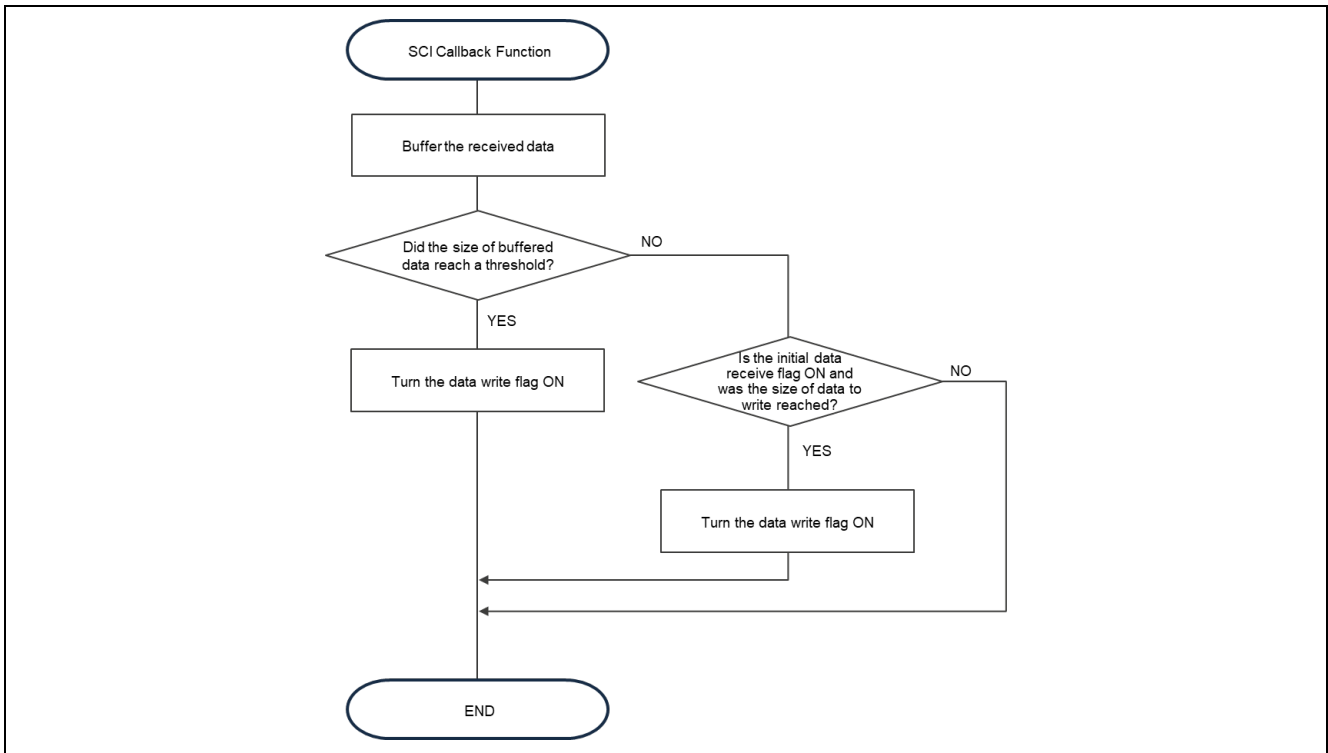 SCI Callback Function
Buffer the received data
Did the size of buffered
data reach a threshold?
NO
YES
Turn the data write flag ON
Is the initial data
receive flag ON and
was the size of data to
write reached?
NO
YES
Turn the data write flag ON
END